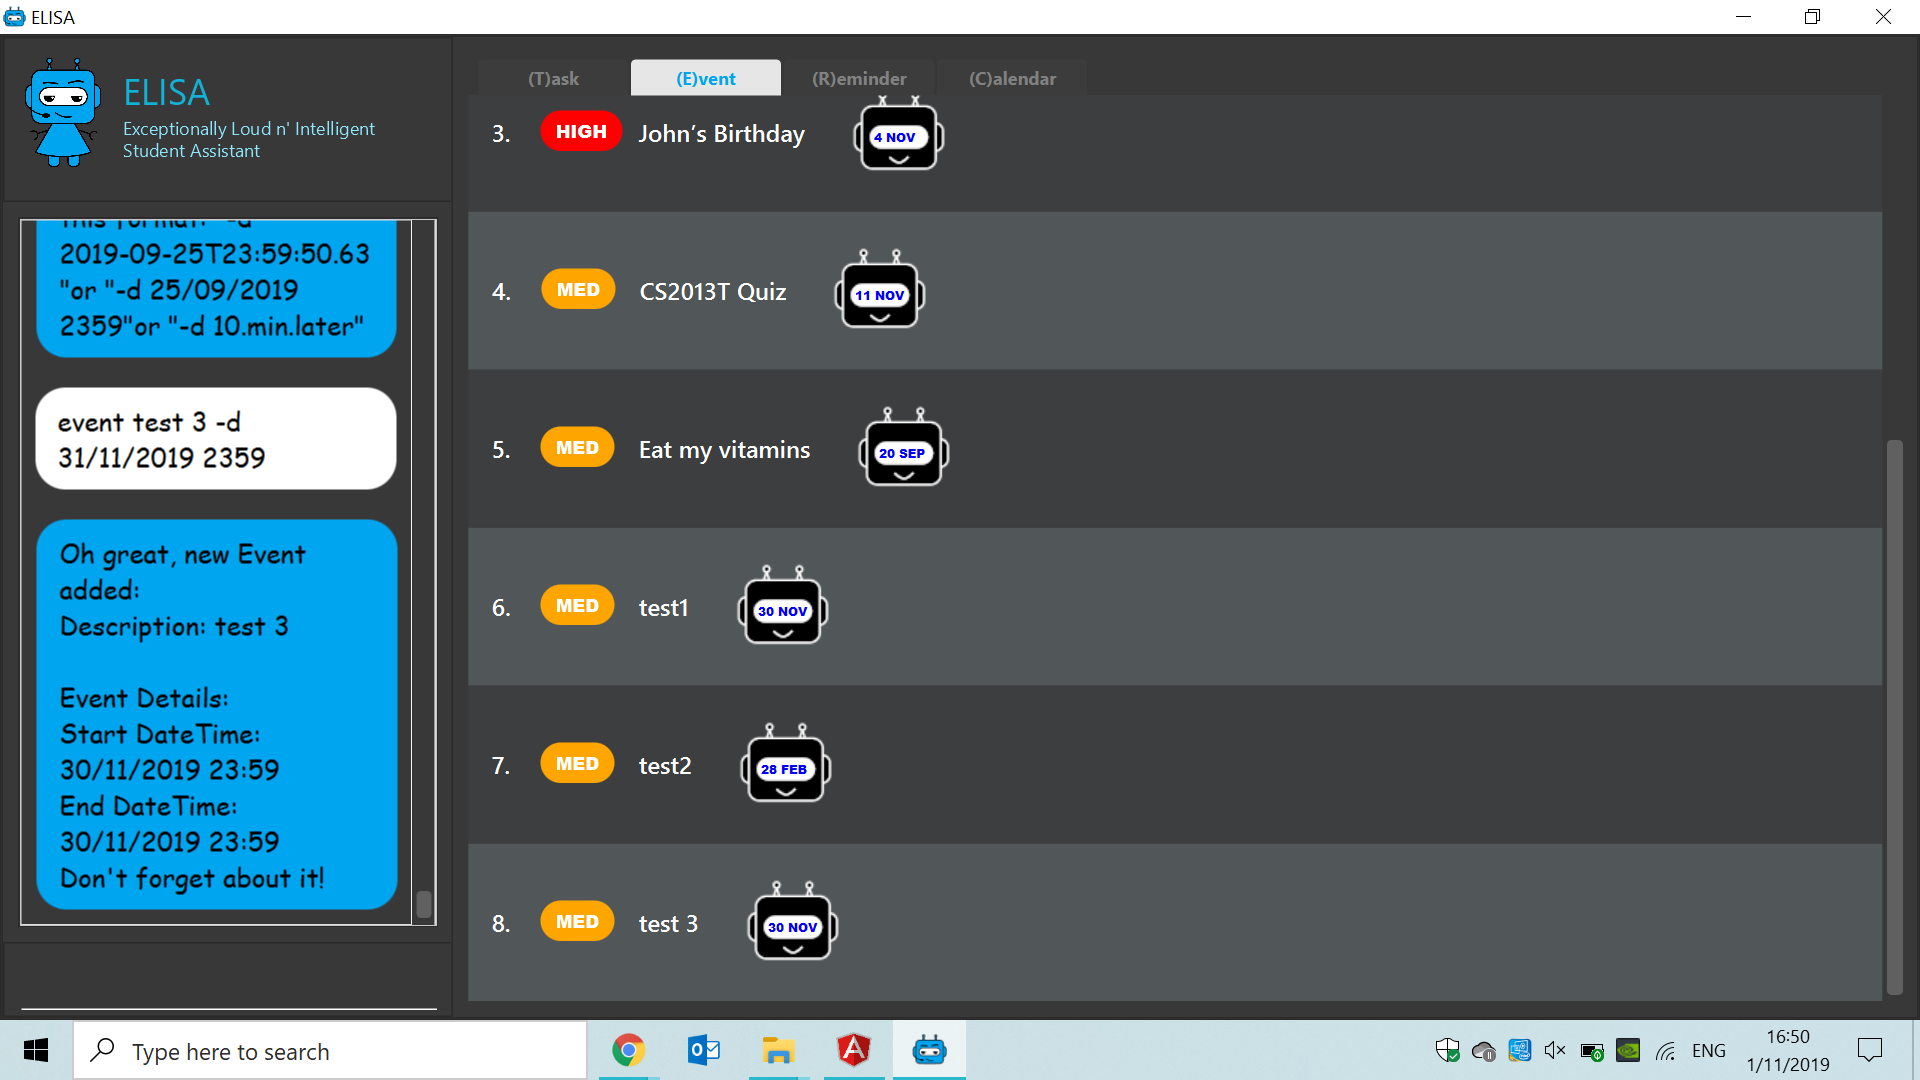 ELISA
ELISA
Exceptionally Loud n' Intelligent
Student Assistant
this format: "-d
2019-09-25T23:59:50.63
"or "-d 25/09/2019
2359"or "-d 10.min.later"
event test 3 -d
31/11/2019 2359
Oh great, new Event
added:
Description: test 3
Event Details:
Start DateTime:
30/11/2019 23:59
End DateTime:
30/11/2019 23:59
Don't forget about it!
(T)ask (E)vent (R)eminder (C)alendar
3. HIGH John’s Birthday 4 NOV
4. MED CS2013T Quiz 11 NOV
5. MED Eat my vitamins 20 SEP
6. MED test1 30 NOV
7. MED test2 28 FEB
8. MED test 3 30 NOV
Type here to search
ENG
16:50
1/11/2019